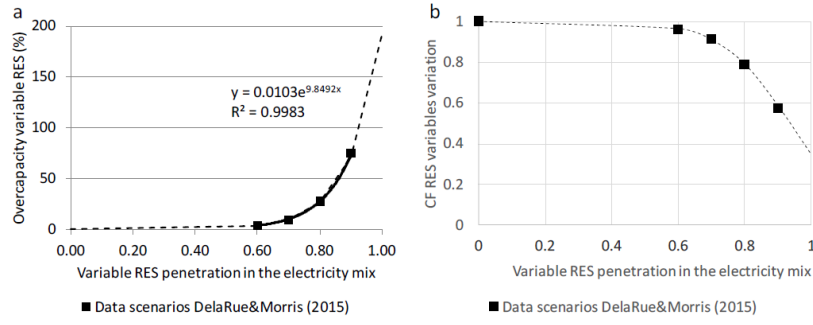 a
Overcapacity variable RES (%)
200
150
100
50
0
y = 0.0103e^9.8492x
R² = 0.9983
0.00 0.20 0.40 0.60 0.80 1.00
Variable RES penetration in the electricity mix
Data scenarios DelaRue&Morris (2015)
b
CF RES variables variation
1
0.8
0.6
0.4
0.2
0
0 0.2 0.4 0.6 0.8 1
Variable RES penetration in the electricity mix
Data scenarios DelaRue&Morris (2015)